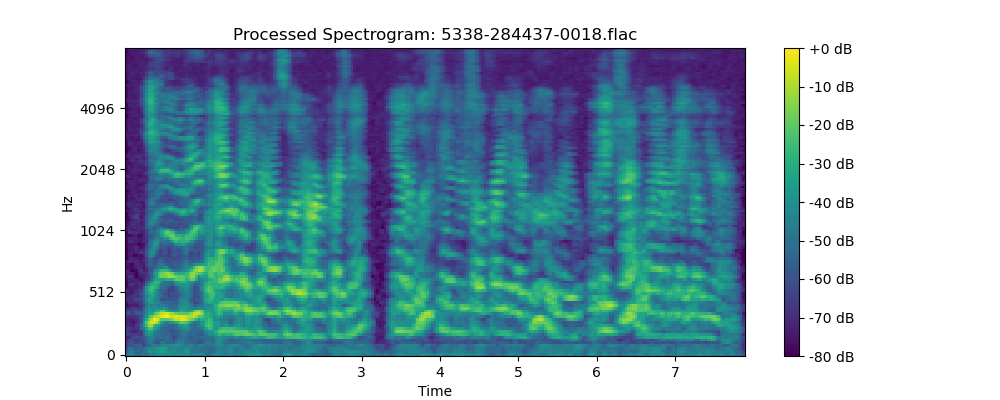 Processed Spectrogram: 5338-284437-0018.flac
Hz
4096
2048
1024
512
0
0 1 2 3 4 5 6 7
Time
+0 dB
-10 dB
-20 dB
-30 dB
-40 dB
-50 dB
-60 dB
-70 dB
-80 dB